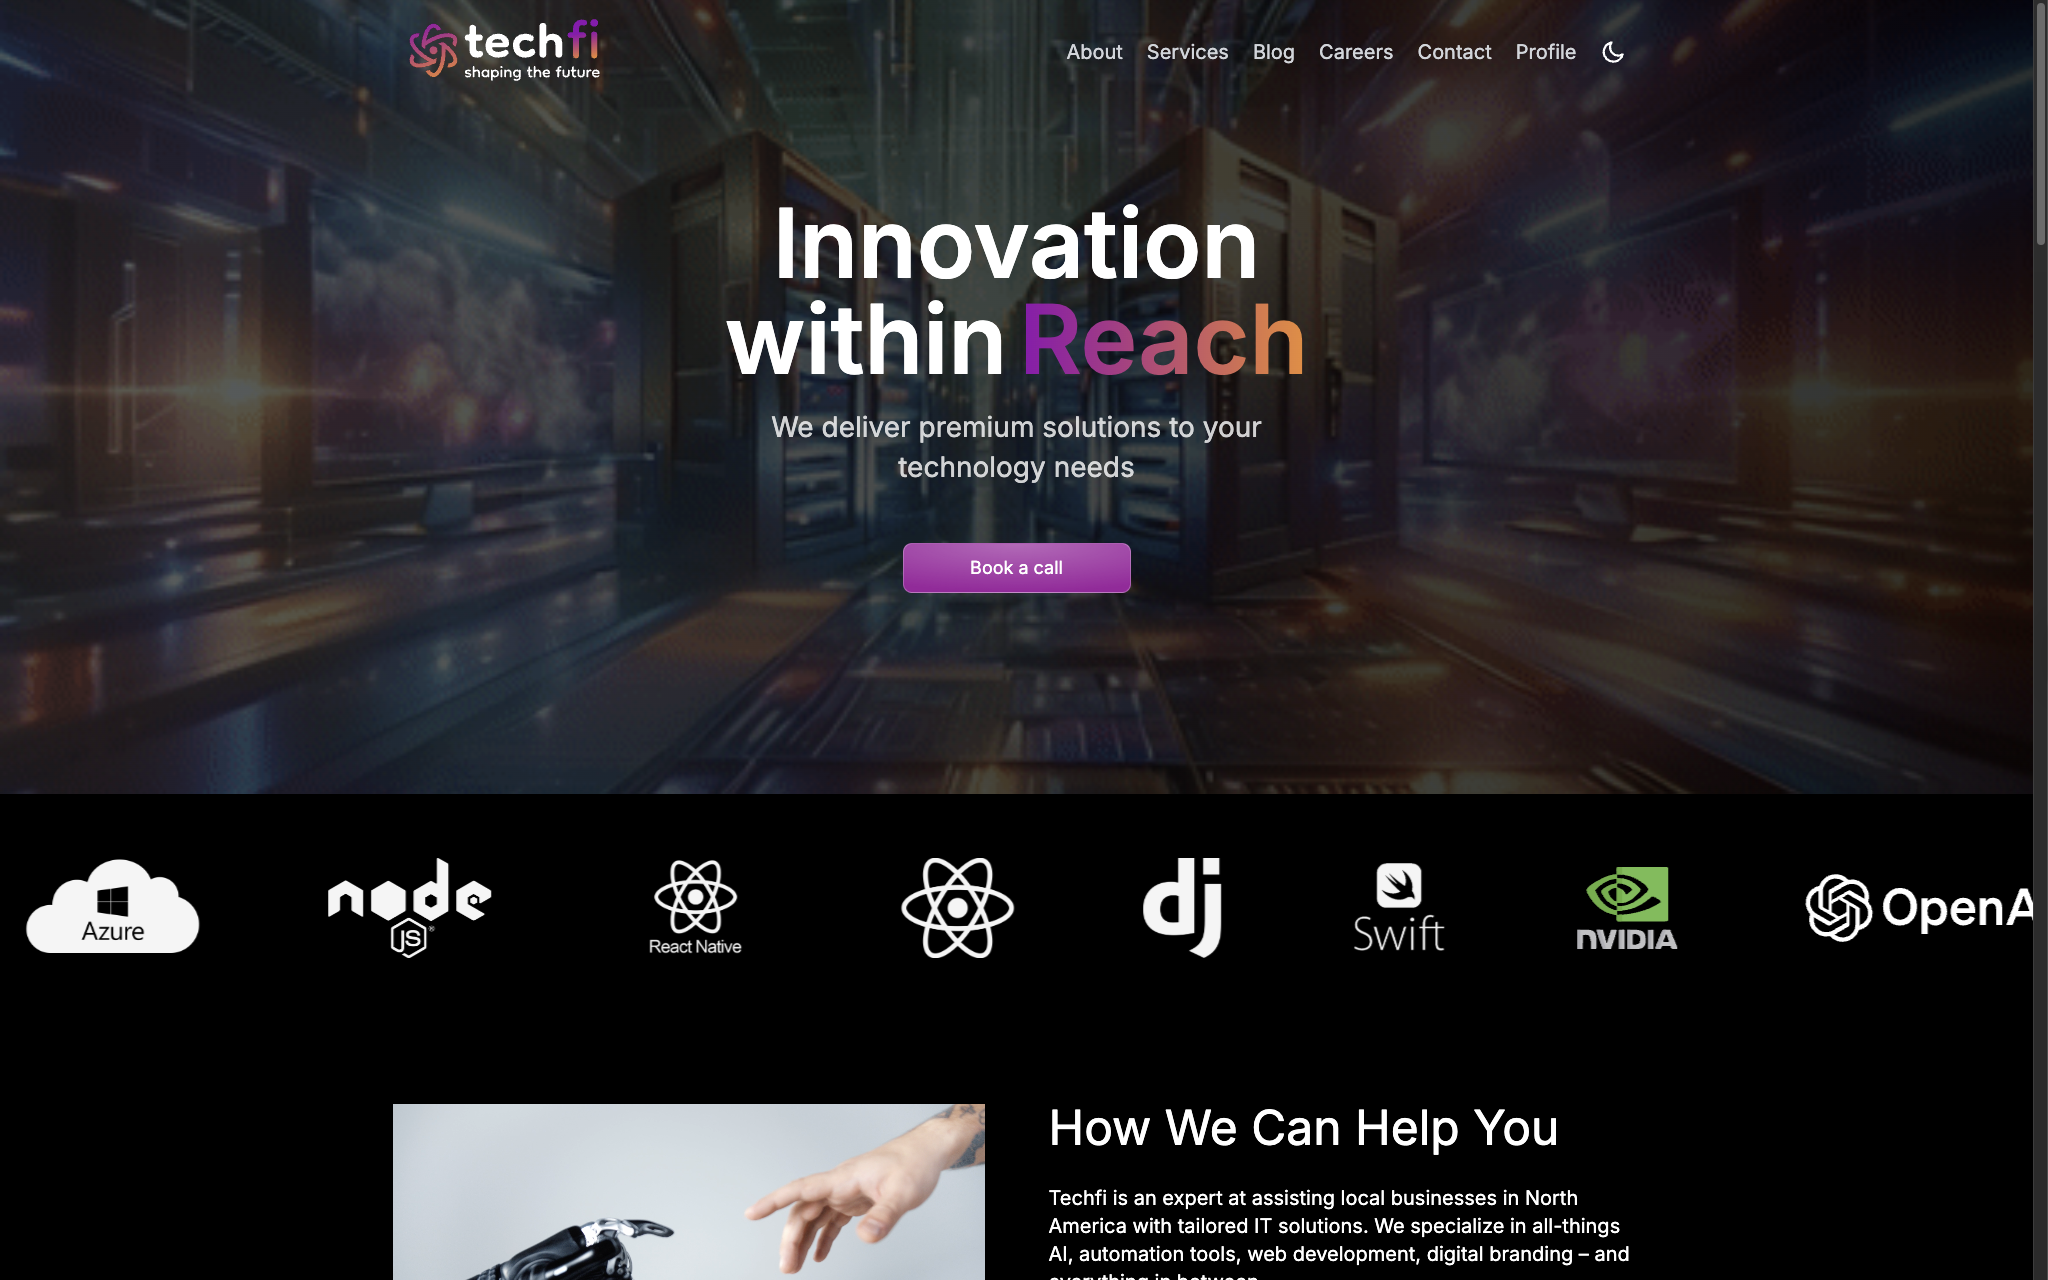 techfi
shaping the future
About Services Blog Careers Contact Profile
Innovation
within Reach
We deliver premium solutions to your
technology needs
Book a call
Azure
node
JS
React Native
dj
Swift
NVIDIA
OpenA
How We Can Help You
Techfi is an expert at assisting local businesses in North
America with tailored IT solutions. We specialize in all-things
AI, automation tools, web development, digital branding – and
everything in between.